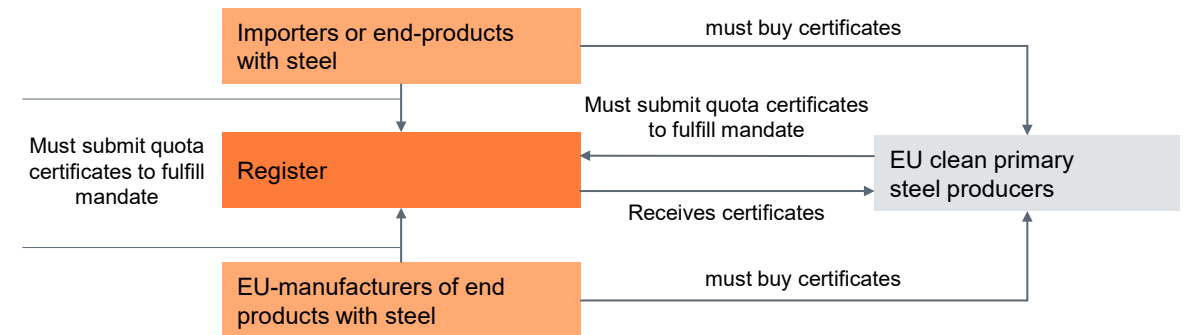 Importers or end-products
with steel
must buy certificates
Must submit quota certificates
to fulfill mandate
Must submit quota
certificates to fulfill
mandate
Register
EU clean primary
steel producers
Receives certificates
EU-manufacturers of end
products with steel
must buy certificates